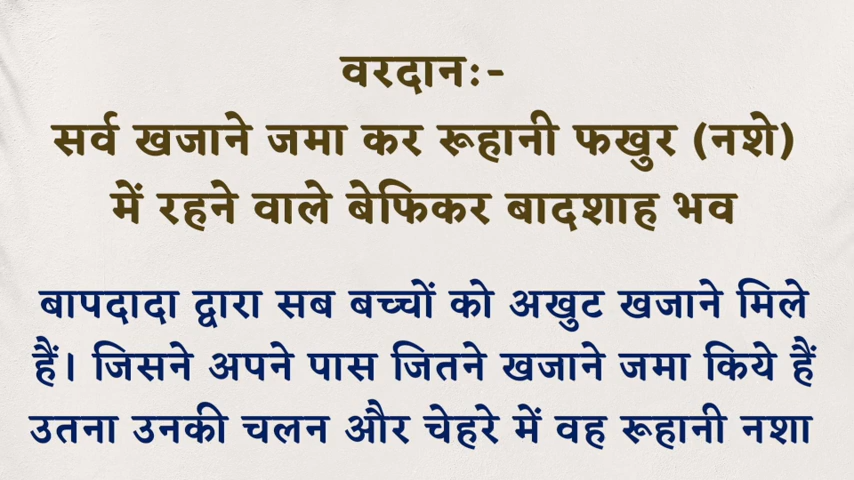 वरदानः-
सर्व खजाने जमा कर रूहानी फखुर (नशे)
में रहने वाले बेफिकर बादशाह भव
बापदादा द्वारा सब बच्चों को अखुट खजाने मिले
हैं। जिसने अपने पास जितने खजाने जमा किये हैं
उतना उनकी चलन और चेहरे में वह रूहानी नशा